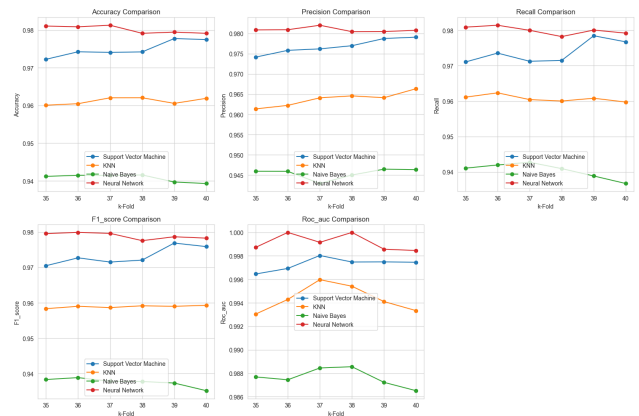 Accuracy Comparison
0.98
0.97
0.96
0.95
0.94
Accuracy
Support Vector Machine
KNN
Naive Bayes
Neural Network
35 36 37 38 39 40
k-Fold
Precision Comparison
0.980
0.975
0.970
0.965
0.960
0.955
0.950
0.945
Precision
Support Vector Machine
KNN
Naive Bayes
Neural Network
35 36 37 38 39 40
k-Fold
Recall Comparison
0.98
0.97
0.96
0.95
0.94
Recall
Support Vector Machine
KNN
Naive Bayes
Neural Network
35 36 37 38 39 40
k-Fold
F1_score Comparison
0.98
0.97
0.96
0.95
0.94
F1_score
Support Vector Machine
KNN
Naive Bayes
Neural Network
35 36 37 38 39 40
k-Fold
Roc_auc Comparison
1.000
0.998
0.996
0.994
0.992
0.990
0.988
0.986
Roc_auc
Support Vector Machine
KNN
Naive Bayes
Neural Network
35 36 37 38 39 40
k-Fold